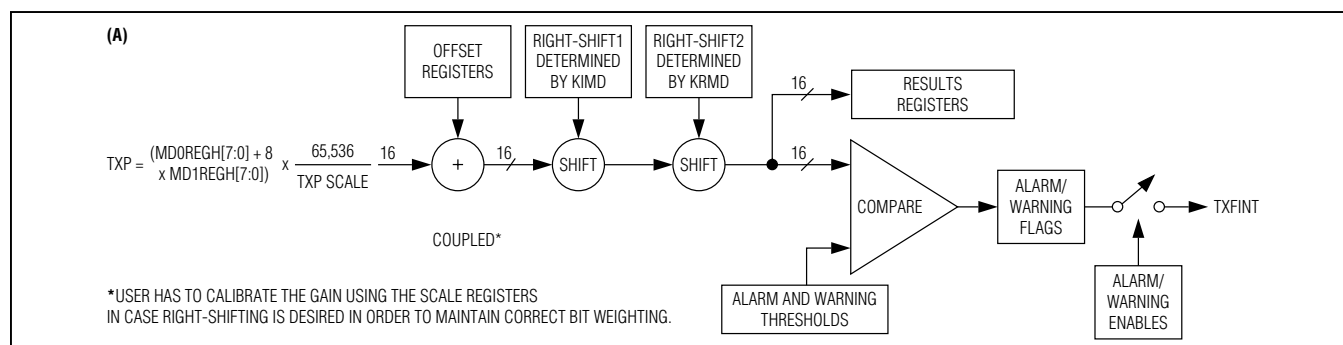 (A)
OFFSET
REGISTERS
RIGHT-SHIFT1
DETERMINED
BY KIMD
RIGHT-SHIFT2
DETERMINED
BY KRMD
16
RESULTS
REGISTERS
TXP = (MD0REGH[7:0] + 8
x MD1REGH[7:0])
x
65,536
TXP SCALE
16
+
16
SHIFT
SHIFT
16
COMPARE
ALARM/
WARNING
FLAGS
TXFINT
COUPLED*
ALARM AND WARNING
THRESHOLDS
ALARM/
WARNING
ENABLES
*USER HAS TO CALIBRATE THE GAIN USING THE SCALE REGISTERS
IN CASE RIGHT-SHIFTING IS DESIRED IN ORDER TO MAINTAIN CORRECT BIT WEIGHTING.